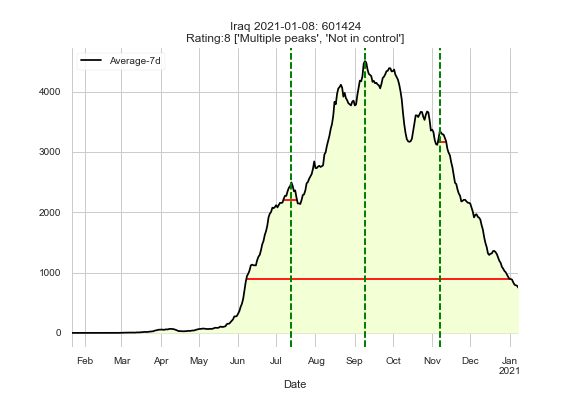 Iraq 2021-01-08: 601424
Rating:8 ['Multiple peaks', 'Not in control']
Average-7d
4000
3000
2000
1000
0
Feb Mar Apr May Jun Jul Aug Sep Oct Nov Dec Jan
2021
Date